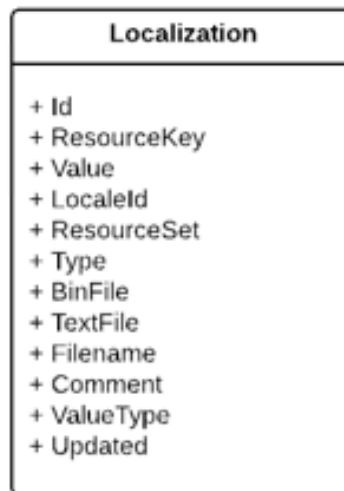 Localization
+ Id
+ ResourceKey
+ Value
+ LocaleId
+ ResourceSet
+ Type
+ BinFile
+ TextFile
+ Filename
+ Comment
+ ValueType
+ Updated